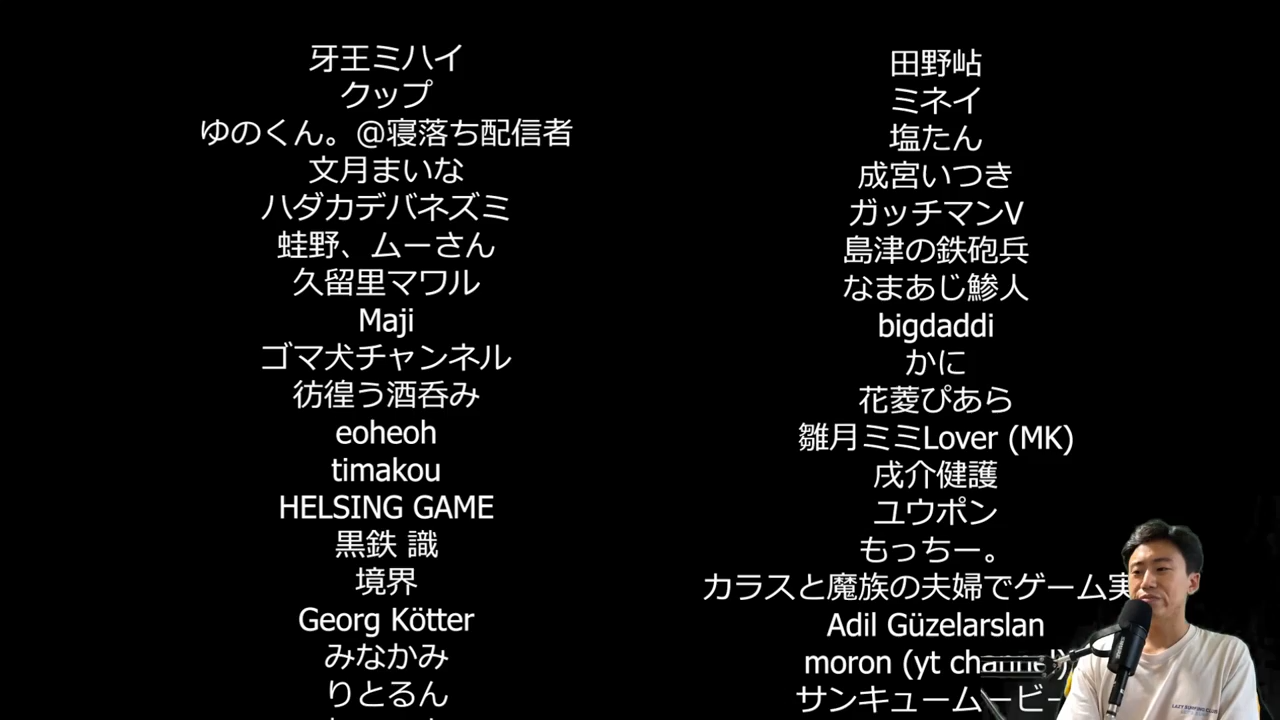 牙王ミハイ
クップ
ゆのくん。@寝落ち配信者
文月まいな
ハダカデバネズミ
蛙野、ムーさん
久留里マワル
Maji
ゴマ犬チャンネル
彷徨う酒呑み
eoheoh
timakou
HELSING GAME
黒鉄 識
境界
Georg Kötter
みなかみ
りとるん
田野岾
ミネイ
塩たん
成宮いつき
ガッチマンV
島津の鉄砲兵
なまあじ鯵人
bigdaddi
かに
花菱ぴあら
雛月ミミLover (MK)
戌介健護
ユウポン
もっちー。
カラスと魔族の夫婦でゲーム実
Adil Güzelarslan
moron (yt channel)
サンキュームービー